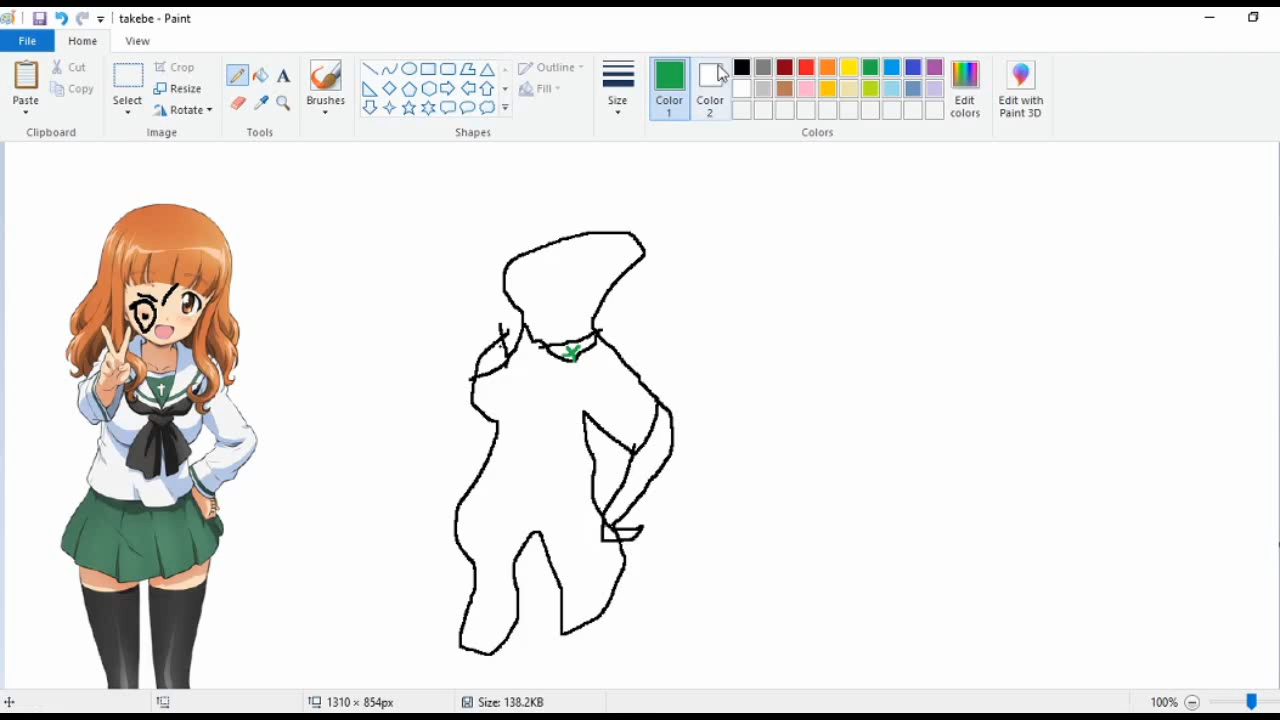 takebe - Paint
File Home View
Paste
Cut
Copy
Clipboard
Select
Crop
Resize
Rotate
Image
A
Tools
Brushes
Shapes
Outline
Fill
Size
Color
1
Color
2
Colors
Edit
colors
Edit with
Paint 3D
1310 × 854px Size: 138.2KB 100%